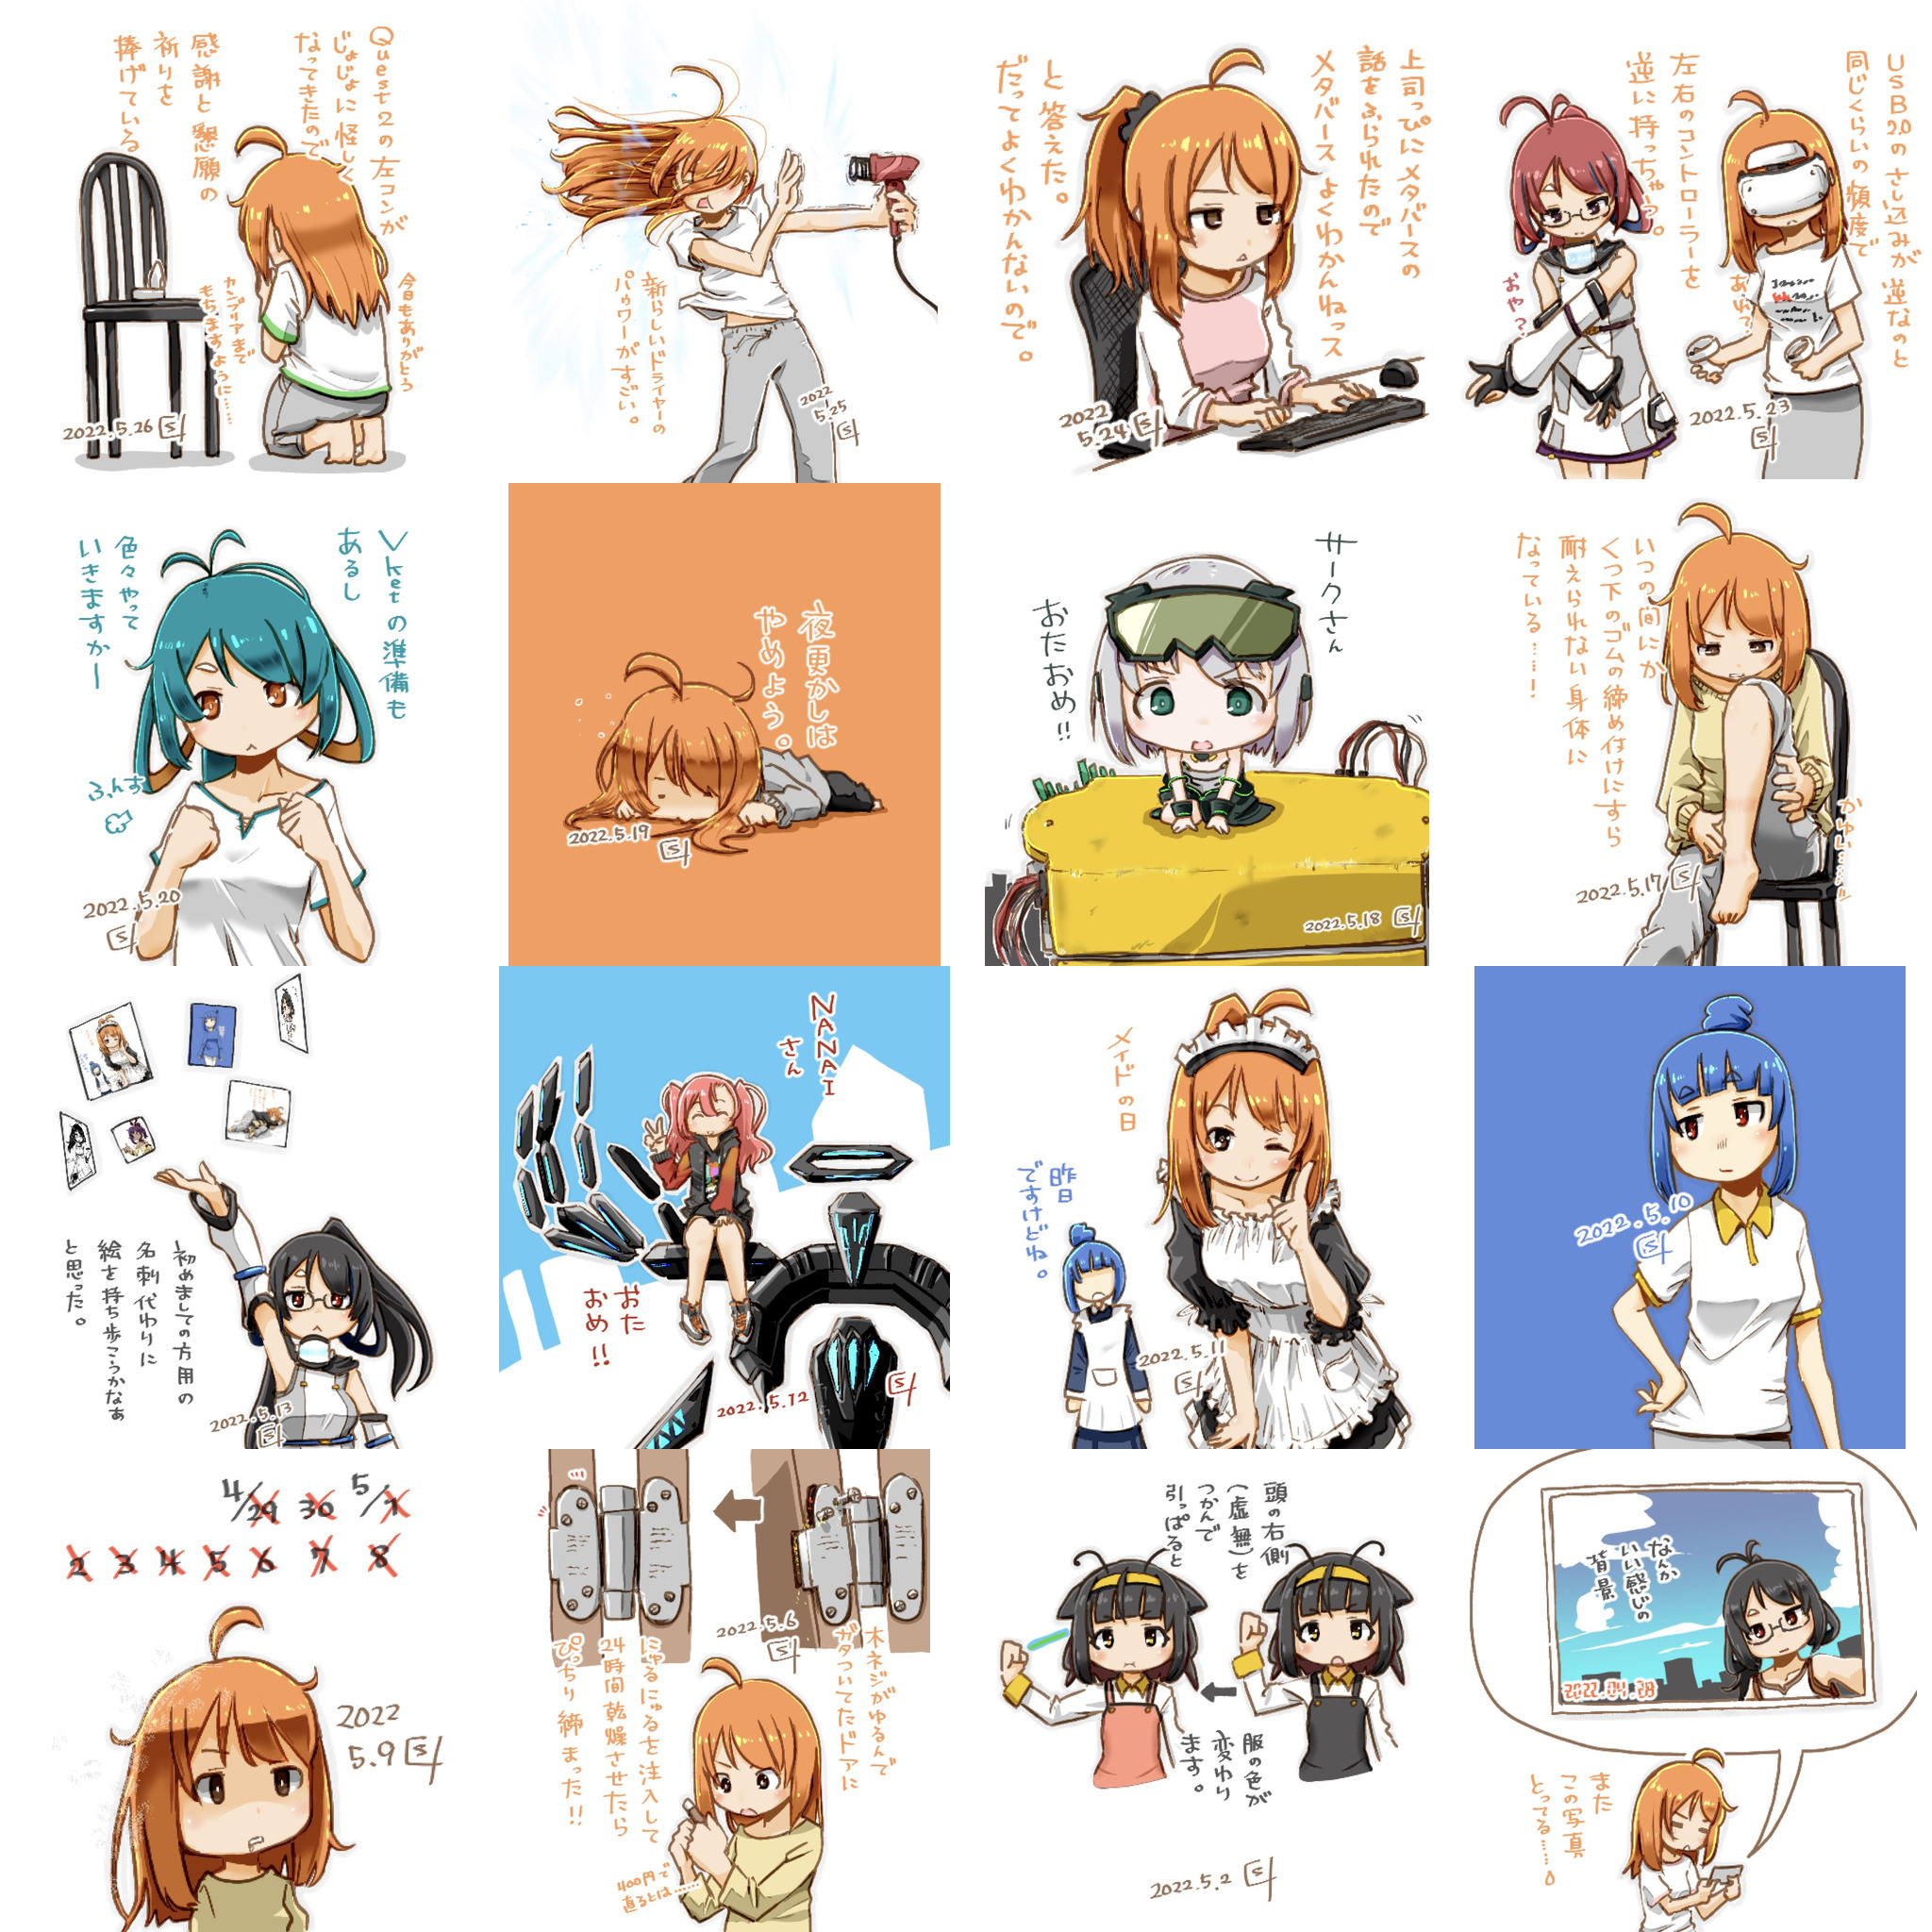 Quest2の左コンが
じょじょに怪しく
なってきたので
感謝と懇願の
祈りを
捧げている
今日もありがとう
カンブリアまで
もちますように……
2022.5.26
新らしいドライヤーの
パゥワーがすごい。
2022
5.25
上司っぴにメタバースの
話をふられたので
メタバースよくわかんねっス
と答えた。
だってよくわかんないので。
2022
5.24
USB2.0のさし込みが逆なのと
同じくらいの頻度で
左右のコントローラーを
逆に持っちゃう。
あれ?
おや?
2022.5.23
Vketの準備も
あるし
色々やって
いきますかー
ふんす
2022.5.20
夜更かしは
やめよう。
2022.5.19
サークさん
おたおめ!!
2022.5.18
いつの間にか
くつ下のゴムの締め付けにすら
耐えられない身体に
なっている……!
かゆい……
2022.5.17
初めましての方用の
名刺代わりに
絵を持ち歩こうかなぁ
と思った。
2022.5.13
NANAI
さん
おた
おめ!!
2022.5.12
メイドの日
昨日
ですけどね。
2022.5.11
2022.5.10
4/29 30 5/1
2 3 4 5 6 7 8
2022
5.9
2022.5.6
木ネジがゆるんで
ガタついてたドアに
にゅるにゅるを注入して
24時間乾燥させたら
ぴっちり締まった!!
400円で
直るとは……
頭の右側
(虚無)を
つかんで
引っぱると
服の色が
変わり
ます。
2022.5.2
なんか
いい感じの
背景
2022.04.28
また
この写真
とってる……。